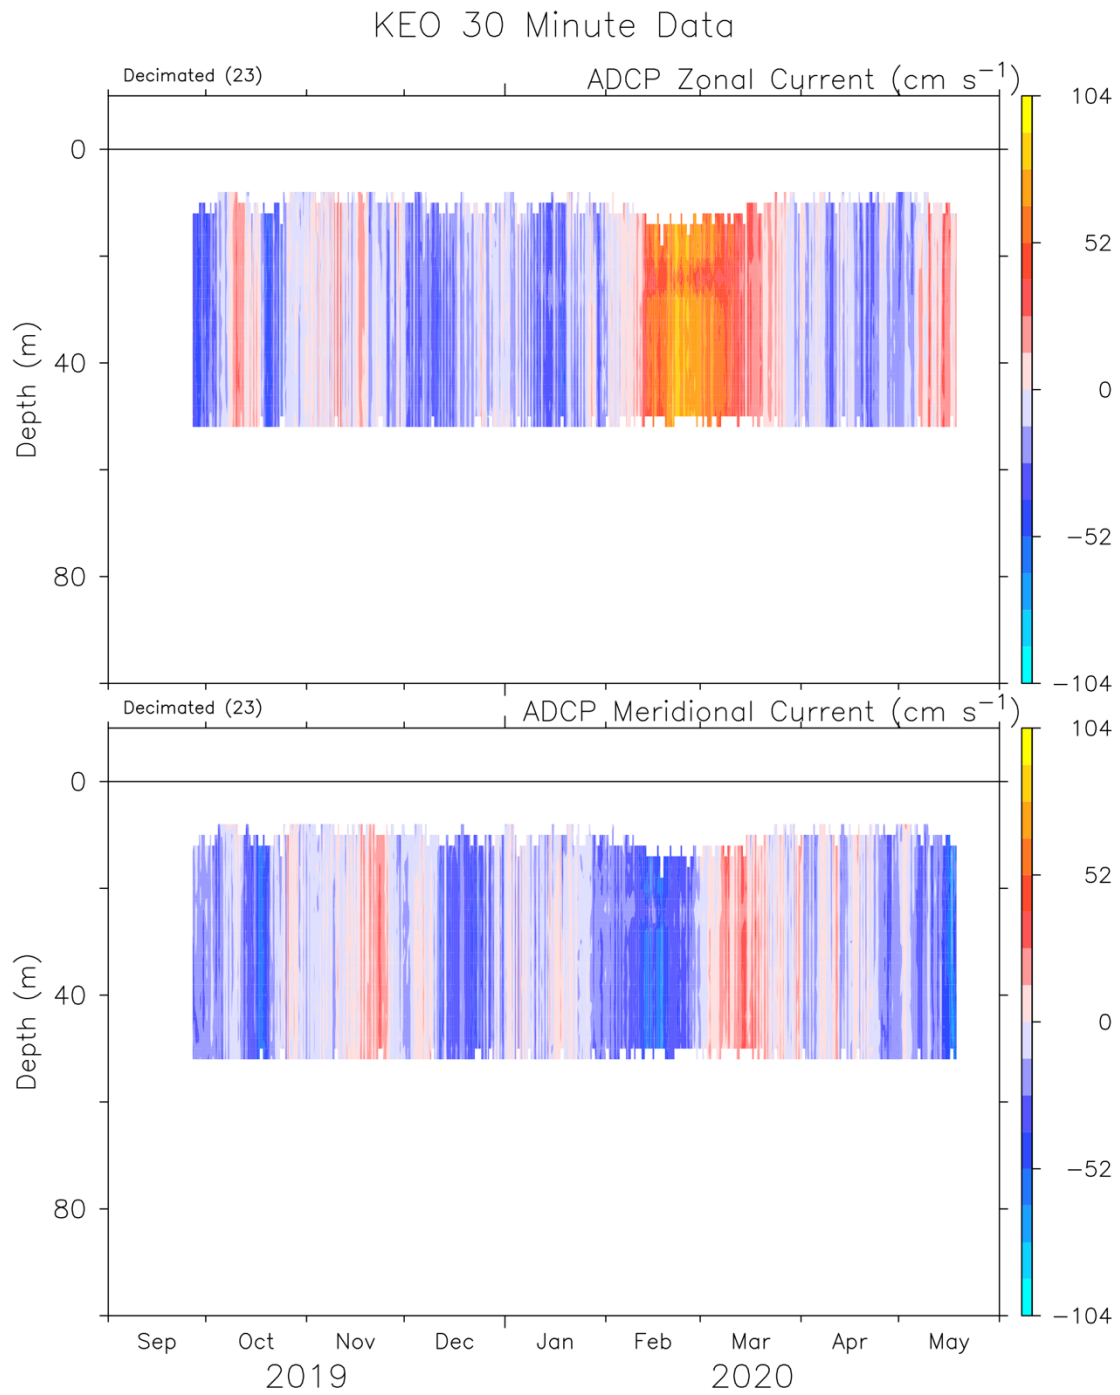 KEO 30 Minute Data
Decimated (23)
ADCP Zonal Current (cm s⁻¹)
104
52
0
-52
-104
0
40
80
Depth (m)
Decimated (23)
ADCP Meridional Current (cm s⁻¹)
104
52
0
-52
-104
0
40
80
Depth (m)
Sep Oct Nov Dec Jan Feb Mar Apr May
2019 2020